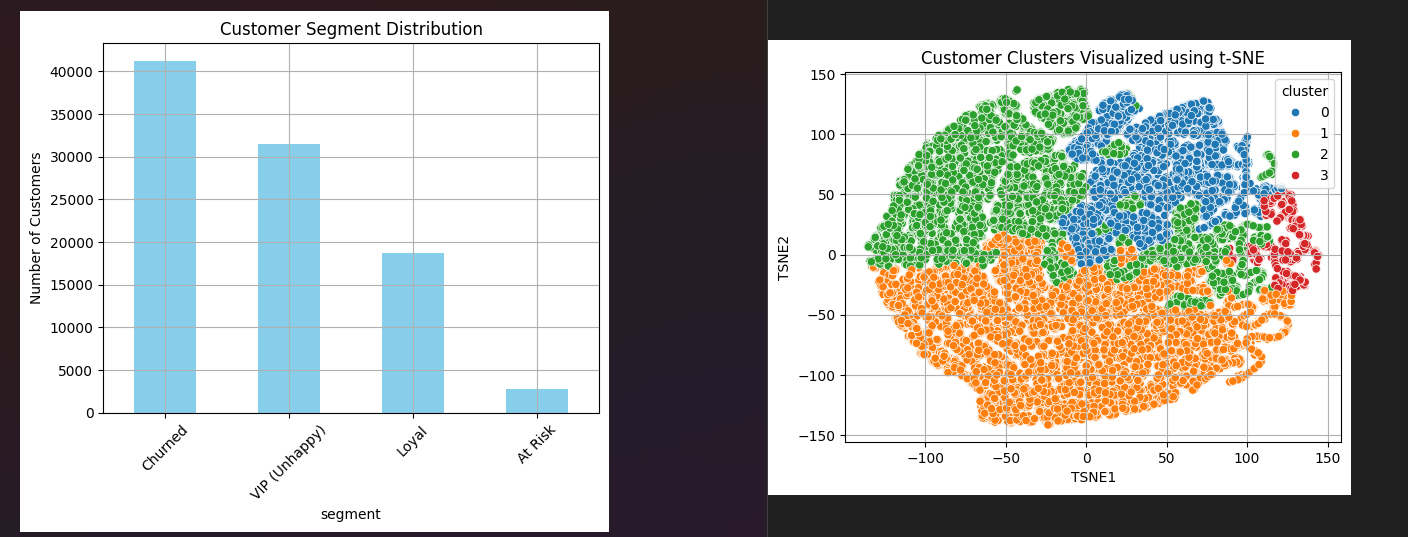 Customer Segment Distribution
Number of Customers
40000
35000
30000
25000
20000
15000
10000
5000
0
Churned
VIP (Unhappy)
Loyal
At Risk
segment
Customer Clusters Visualized using t-SNE
cluster
0
1
2
3
TSNE2
150
100
50
0
−50
−100
−150
−100 −50 0 50 100 150
TSNE1